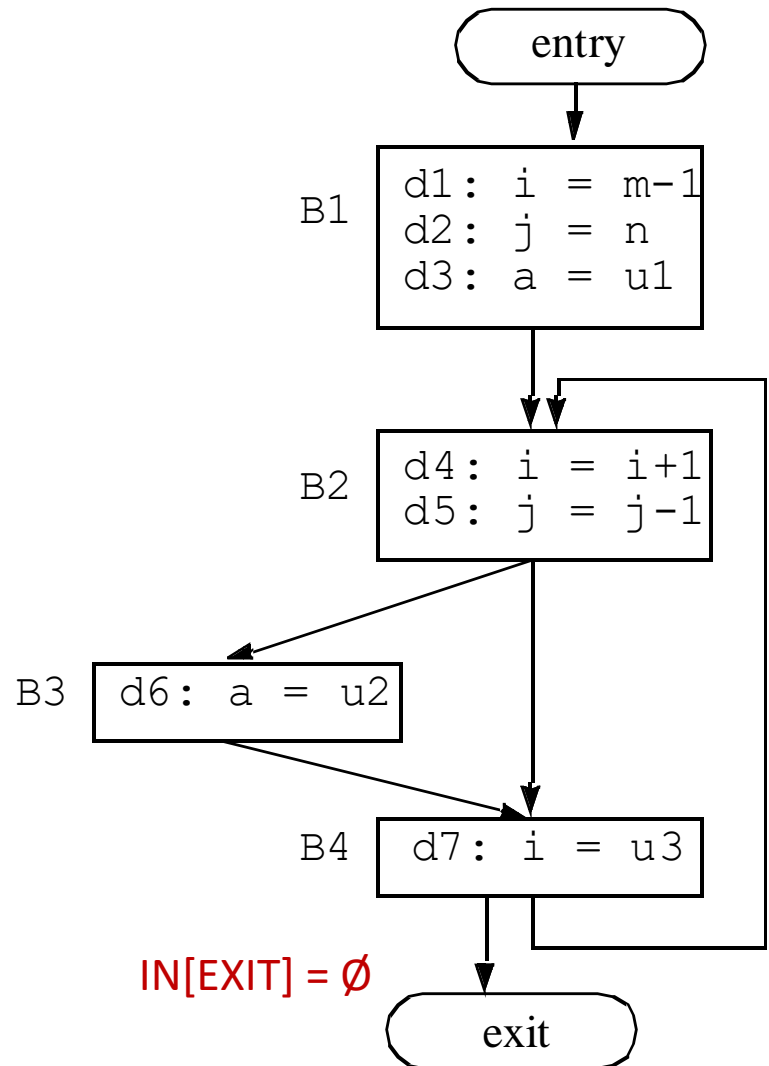 entry
B1
d1: i = m-1
d2: j = n
d3: a = u1
B2
d4: i = i+1
d5: j = j-1
B3
d6: a = u2
B4
d7: i = u3
IN[EXIT] = Ø
exit